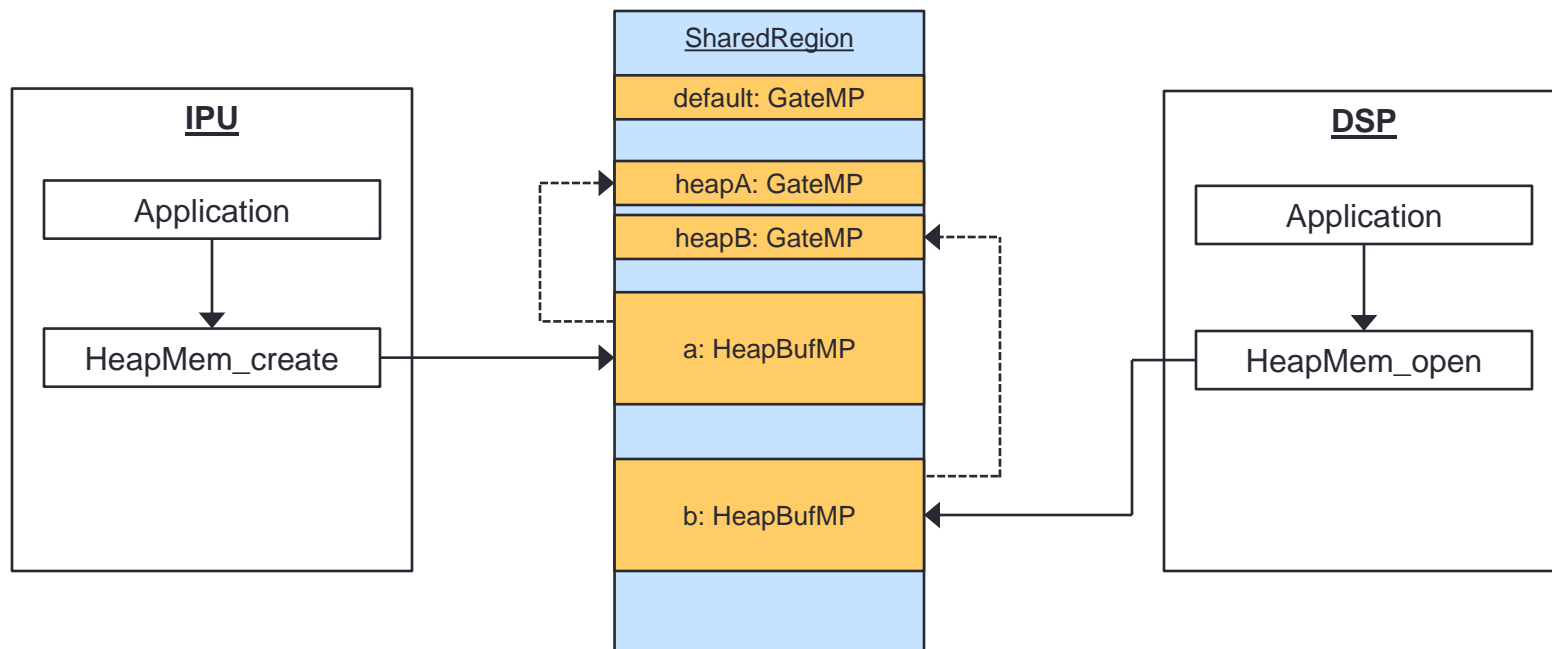 IPU
Application
HeapMem_create
SharedRegion
default: GateMP
heapA: GateMP
heapB: GateMP
a: HeapBufMP
b: HeapBufMP
DSP
Application
HeapMem_open